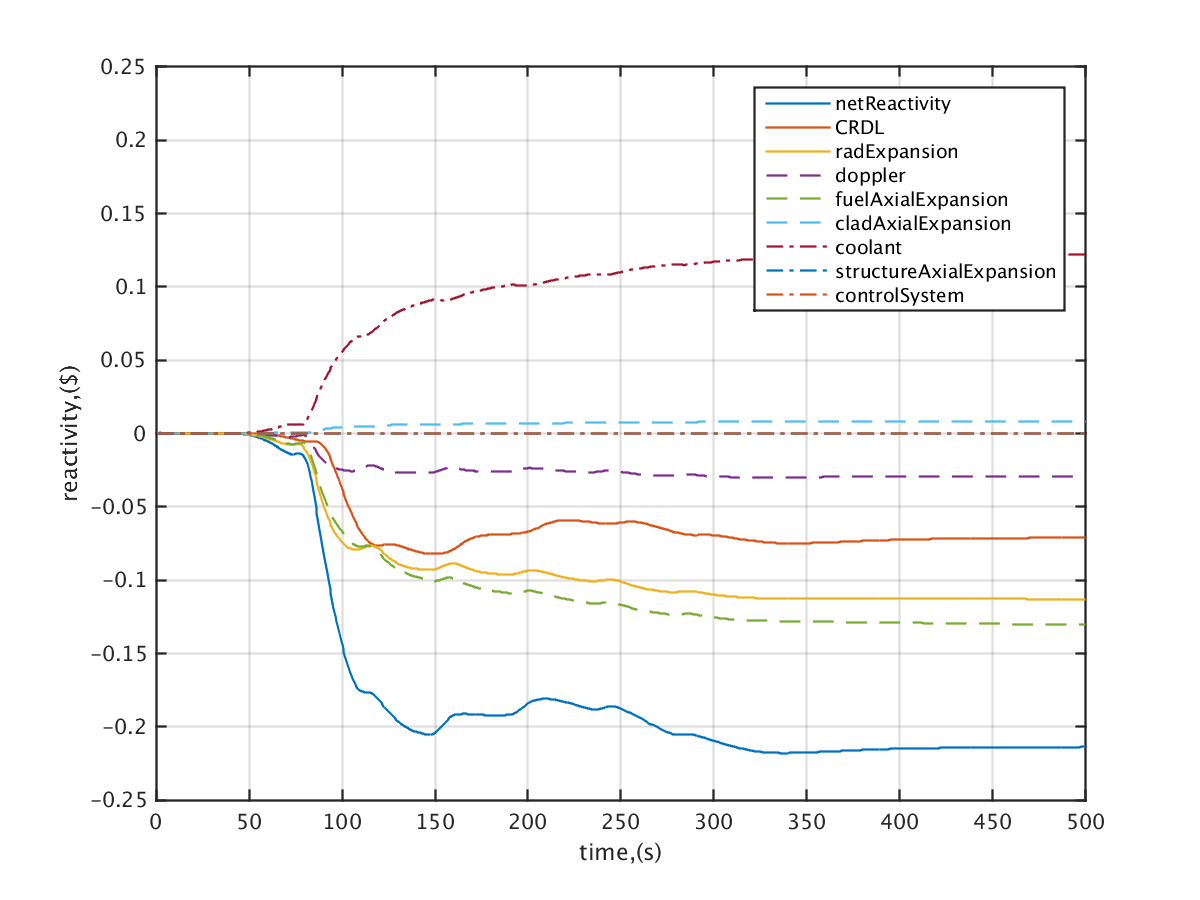 0.25
0.2
0.15
0.1
0.05
0
−0.05
−0.1
−0.15
−0.2
−0.25
reactivity,($)
netReactivity
CRDL
radExpansion
doppler
fuelAxialExpansion
cladAxialExpansion
coolant
structureAxialExpansion
controlSystem
0 50 100 150 200 250 300 350 400 450 500
time,(s)